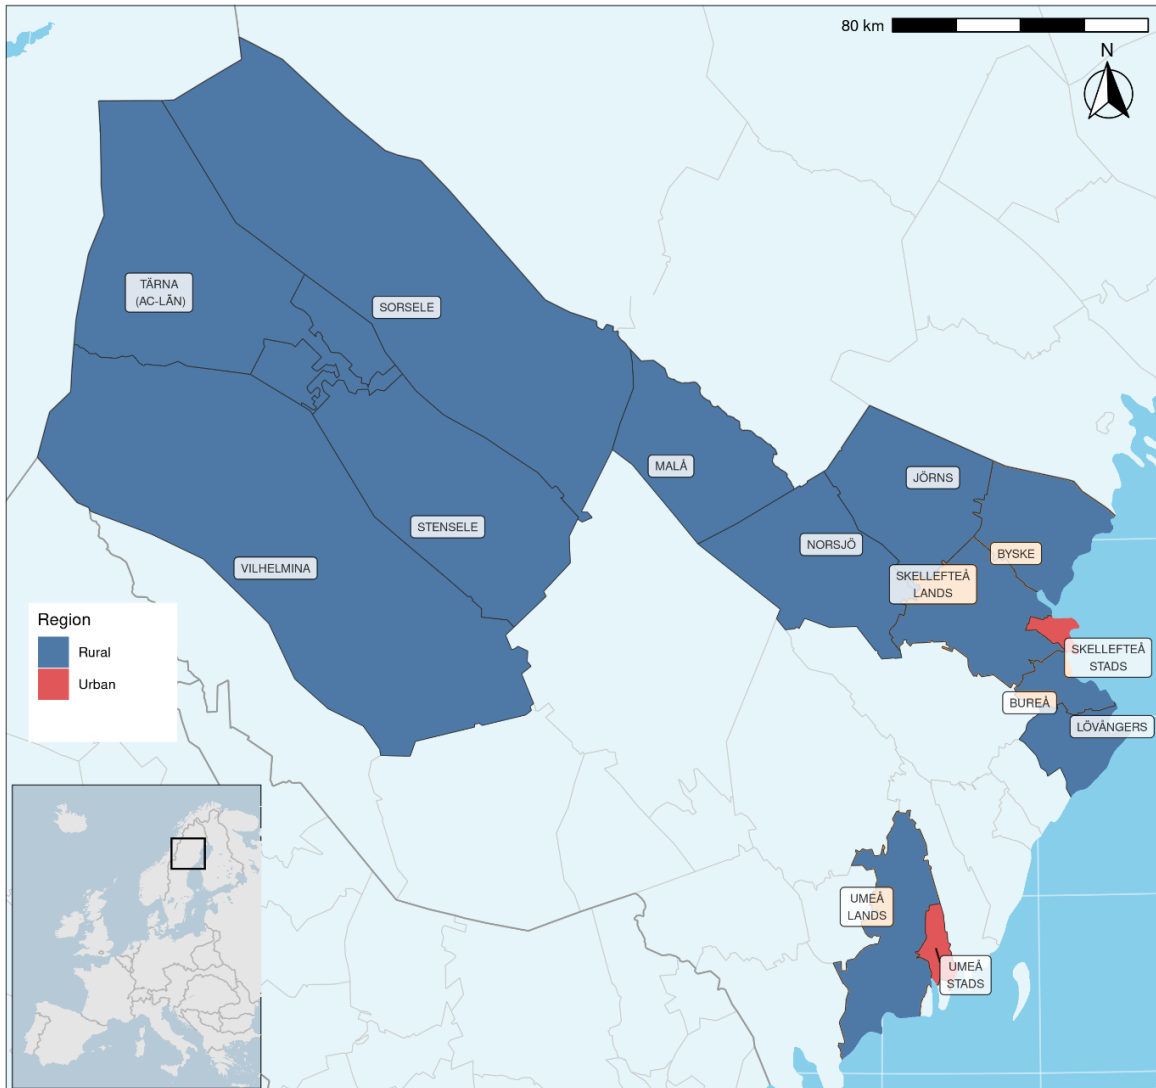 80 km
N
TÄRNA
(AC-LÄN)
SORSELE
MALÅ
JÖRNS
STENSELE
NORSJÖ
BYSKE
VILHELMINA
SKELLEFTEÅ
LANDS
Region
Rural
Urban
SKELLEFTEÅ
STADS
BUREÅ
LÖVÅNGERS
UMEÅ
LANDS
UMEÅ
STADS